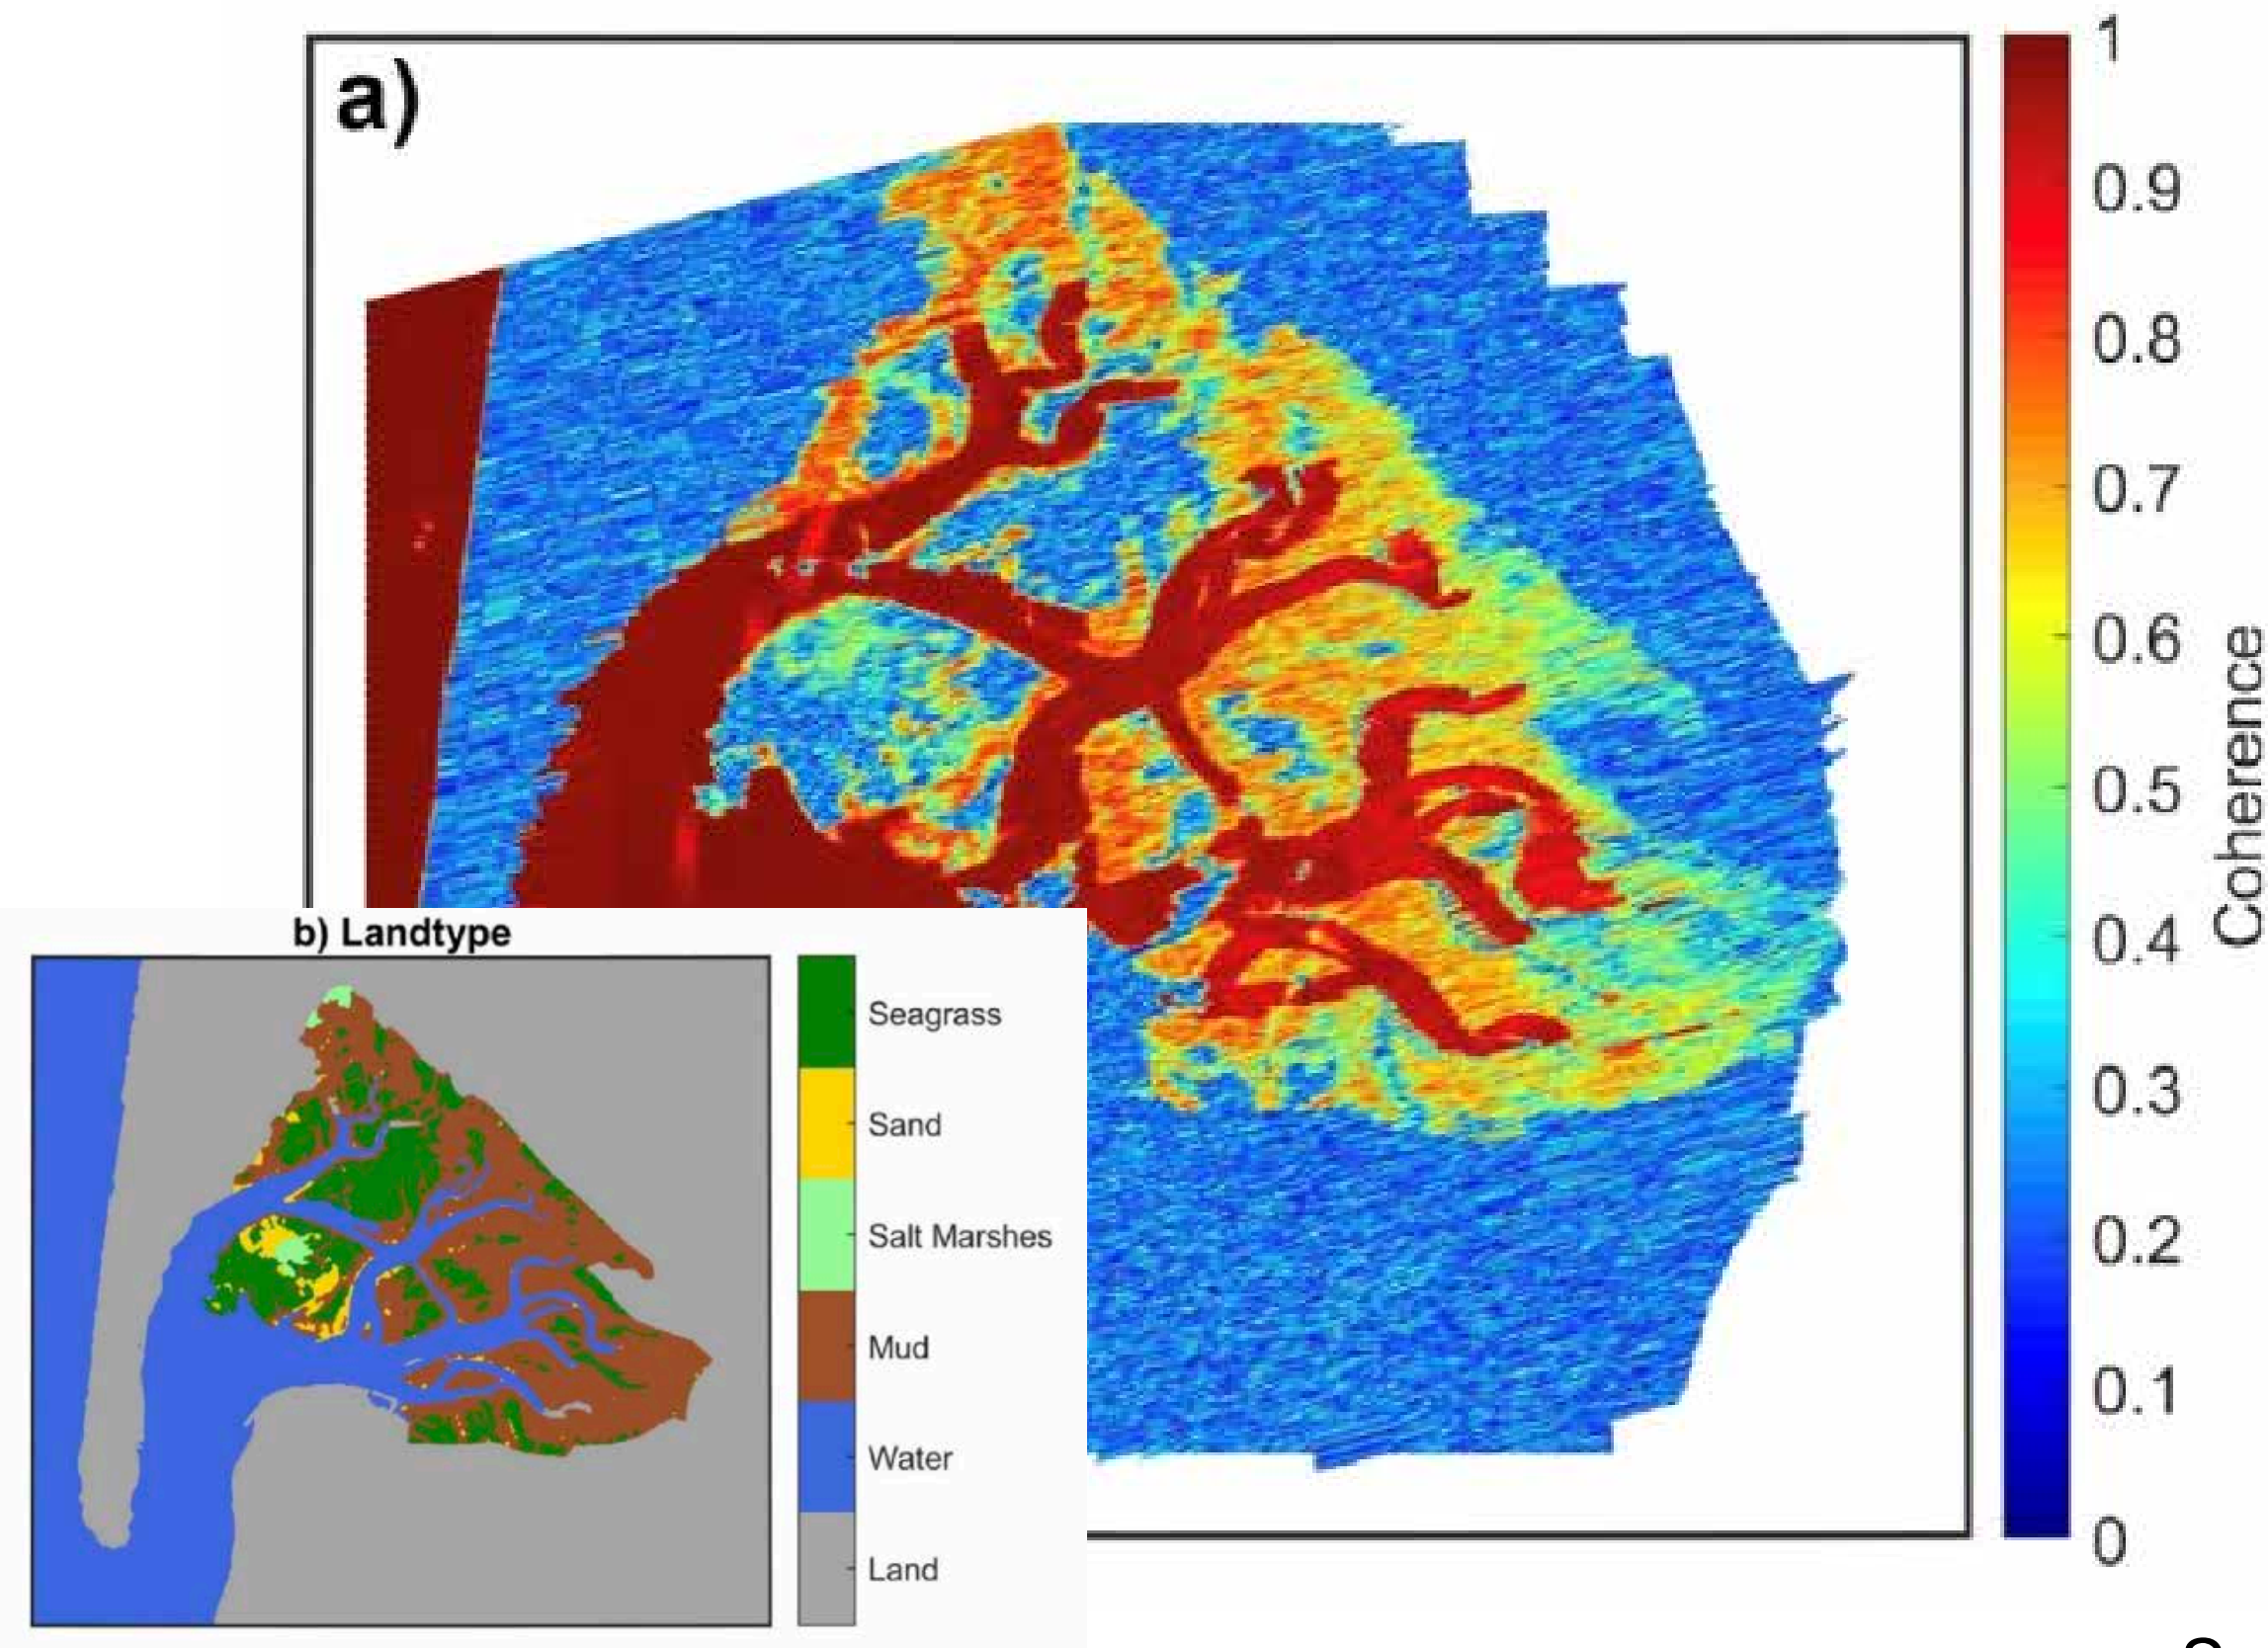 a)
1
0.9
0.8
0.7
0.6
0.5
0.4
0.3
0.2
0.1
0
Coherence
b) Landtype
Seagrass
Sand
Salt Marshes
Mud
Water
Land